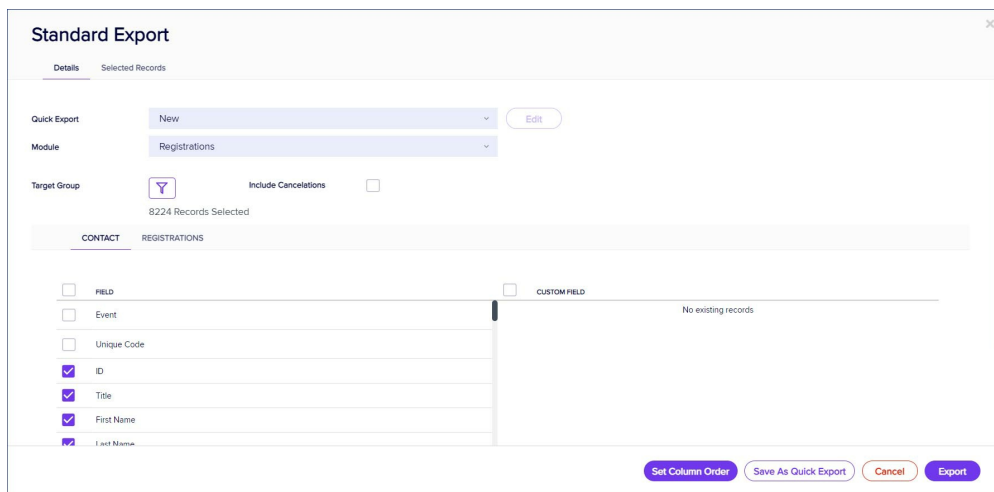 Standard Export
Details Selected Records
Quick Export New Edit
Module Registrations
Target Group Include Cancelations
8224 Records Selected
CONTACT REGISTRATIONS
FIELD CUSTOM FIELD
Event No existing records
Unique Code
ID
Title
First Name
Last Name
Set Column Order Save As Quick Export Cancel Export